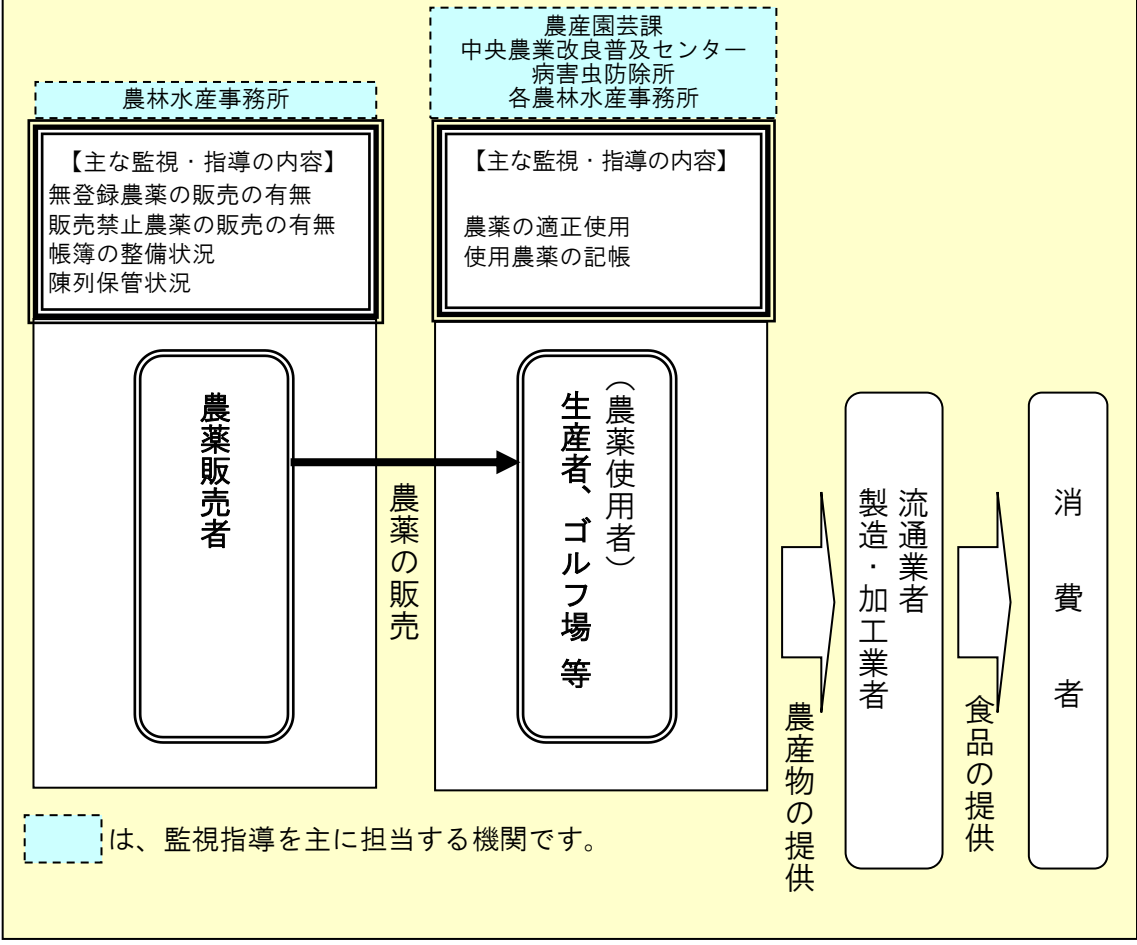 農林水産事務所
【主な監視・指導の内容】
無登録農薬の販売の有無
販売禁止農薬の販売の有無
帳簿の整備状況
陳列保管状況
農薬販売者
農薬の販売
農産園芸課
中央農業改良普及センター
病害虫防除所
各農林水産事務所
【主な監視・指導の内容】
農薬の適正使用
使用農薬の記帳
（農薬使用者）
生産者、ゴルフ場 等
農産物の提供
流通業者
製造・加工業者
食品の提供
消費者
は、監視指導を主に担当する機関です。